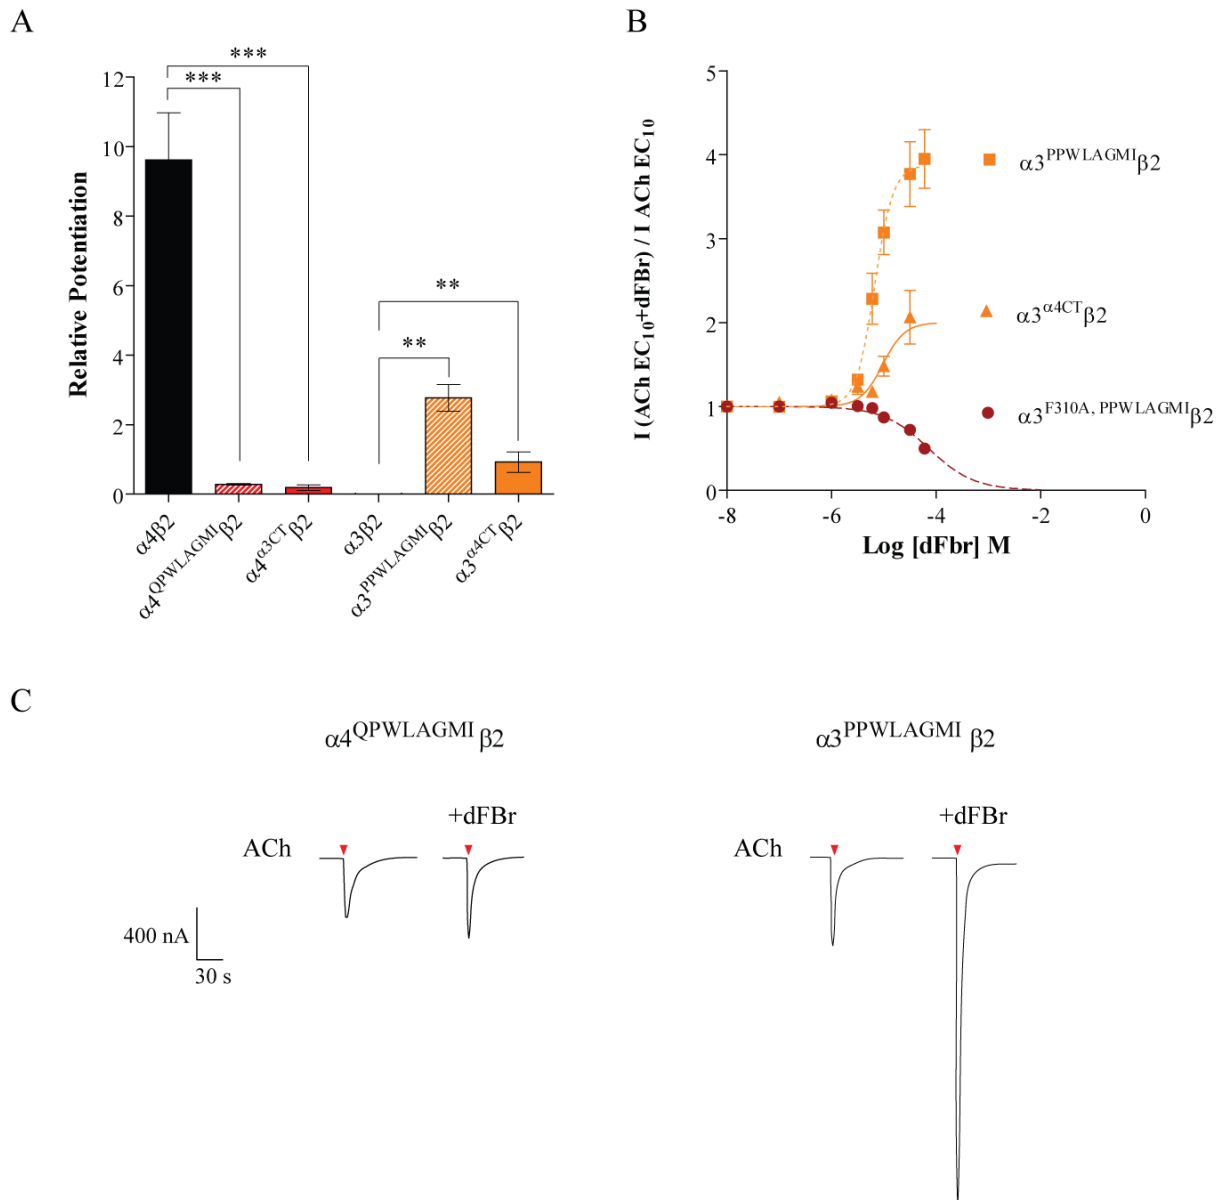 A
B
***
***
**
**
12
10
8
6
4
2
0
Relative Potentiation
α4β2
α4QPWLAGMIβ2
α4α3CTβ2
α3β2
α3PPWLAGMIβ2
α3α4CTβ2
5
4
3
2
1
0
I (ACh EC10+dFBr) / I ACh EC10
-8
-6
-4
-2
0
Log [dFbr] M
α3PPWLAGMIβ2
α3α4CTβ2
α3F310A, PPWLAGMIβ2
C
α4QPWLAGMI β2
α3PPWLAGMI β2
+dFBr
+dFBr
ACh
ACh
400 nA
30 s